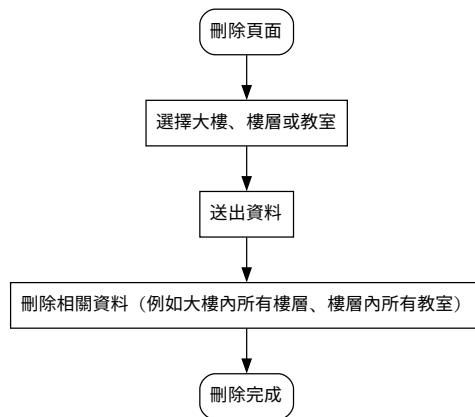 刪除頁面
選擇大樓、樓層或教室
送出資料
刪除相關資料（例如大樓內所有樓層、樓層內所有教室）
刪除完成